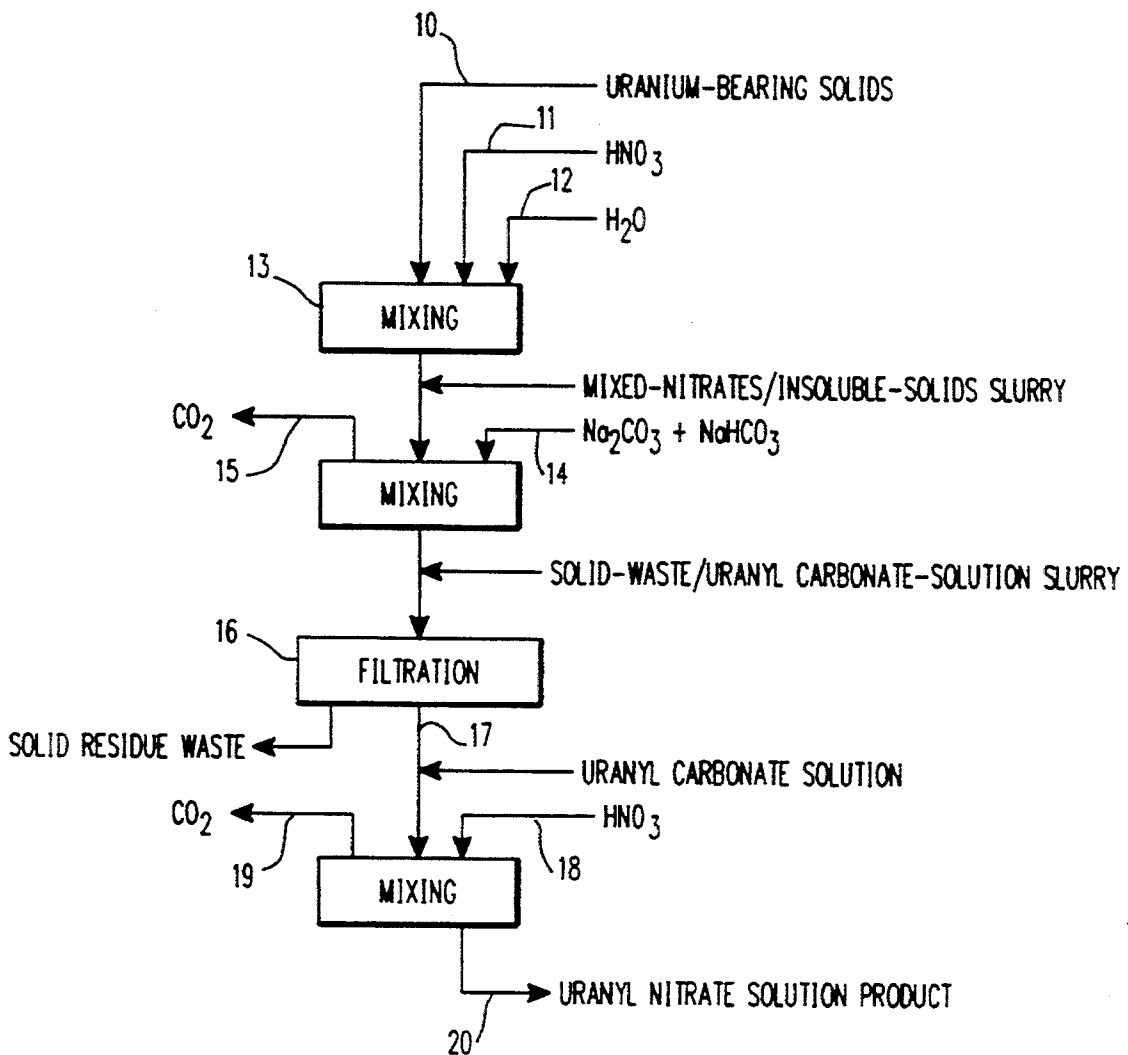 10
URANIUM-BEARING SOLIDS
11
HNO3
12
H2O
13
MIXING
MIXED-NITRATES/INSOLUBLE-SOLIDS SLURRY
CO2
Na2CO3 + NaHCO3
15
14
MIXING
SOLID-WASTE/URANYL CARBONATE-SOLUTION SLURRY
16
FILTRATION
17
SOLID RESIDUE WASTE
URANYL CARBONATE SOLUTION
CO2
HNO3
19
18
MIXING
URANYL NITRATE SOLUTION PRODUCT
20